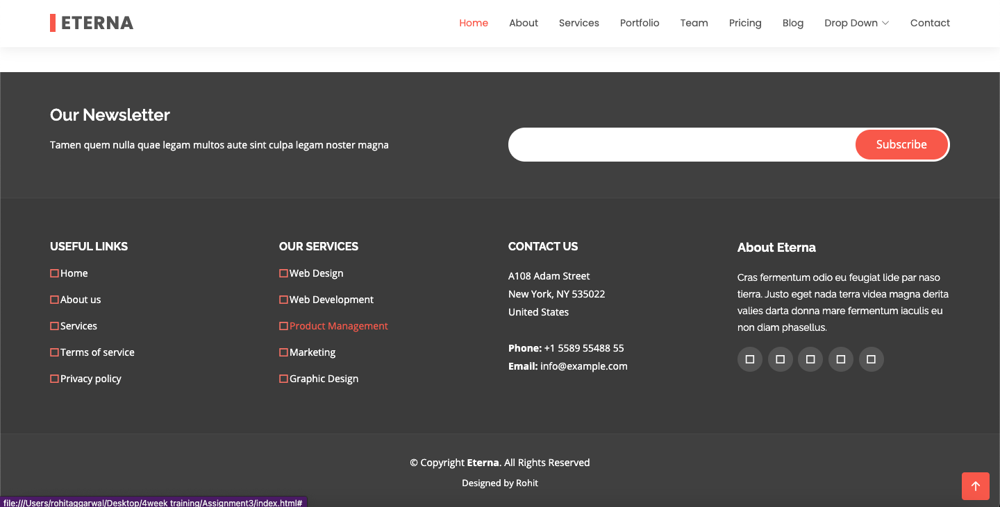 ETERNA
Home About Services Portfolio Team Pricing Blog Drop Down Contact
Our Newsletter
Tamen quem nulla quae legam multos aute sint culpa legam noster magna
Subscribe
USEFUL LINKS
Home
About us
Services
Terms of service
Privacy policy
OUR SERVICES
Web Design
Web Development
Product Management
Marketing
Graphic Design
CONTACT US
A108 Adam Street
New York, NY 535022
United States
Phone: +1 5589 55488 55
Email: info@example.com
About Eterna
Cras fermentum odio eu feugiat lide par naso
tierra. Justo eget nada terra videa magna derita
valies darta donna mare fermentum iaculis eu
non diam phasellus.
© Copyright Eterna. All Rights Reserved
Designed by Rohit
file:///Users/rohitaggarwal/Desktop/4week training/Assignment3/index.html#